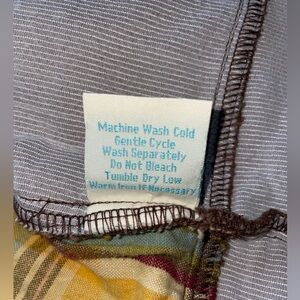 Machine Wash Cold
Gentle Cycle
Wash Separately
Do Not Bleach
Tumble Dry Low
Warm Iron If Necessary